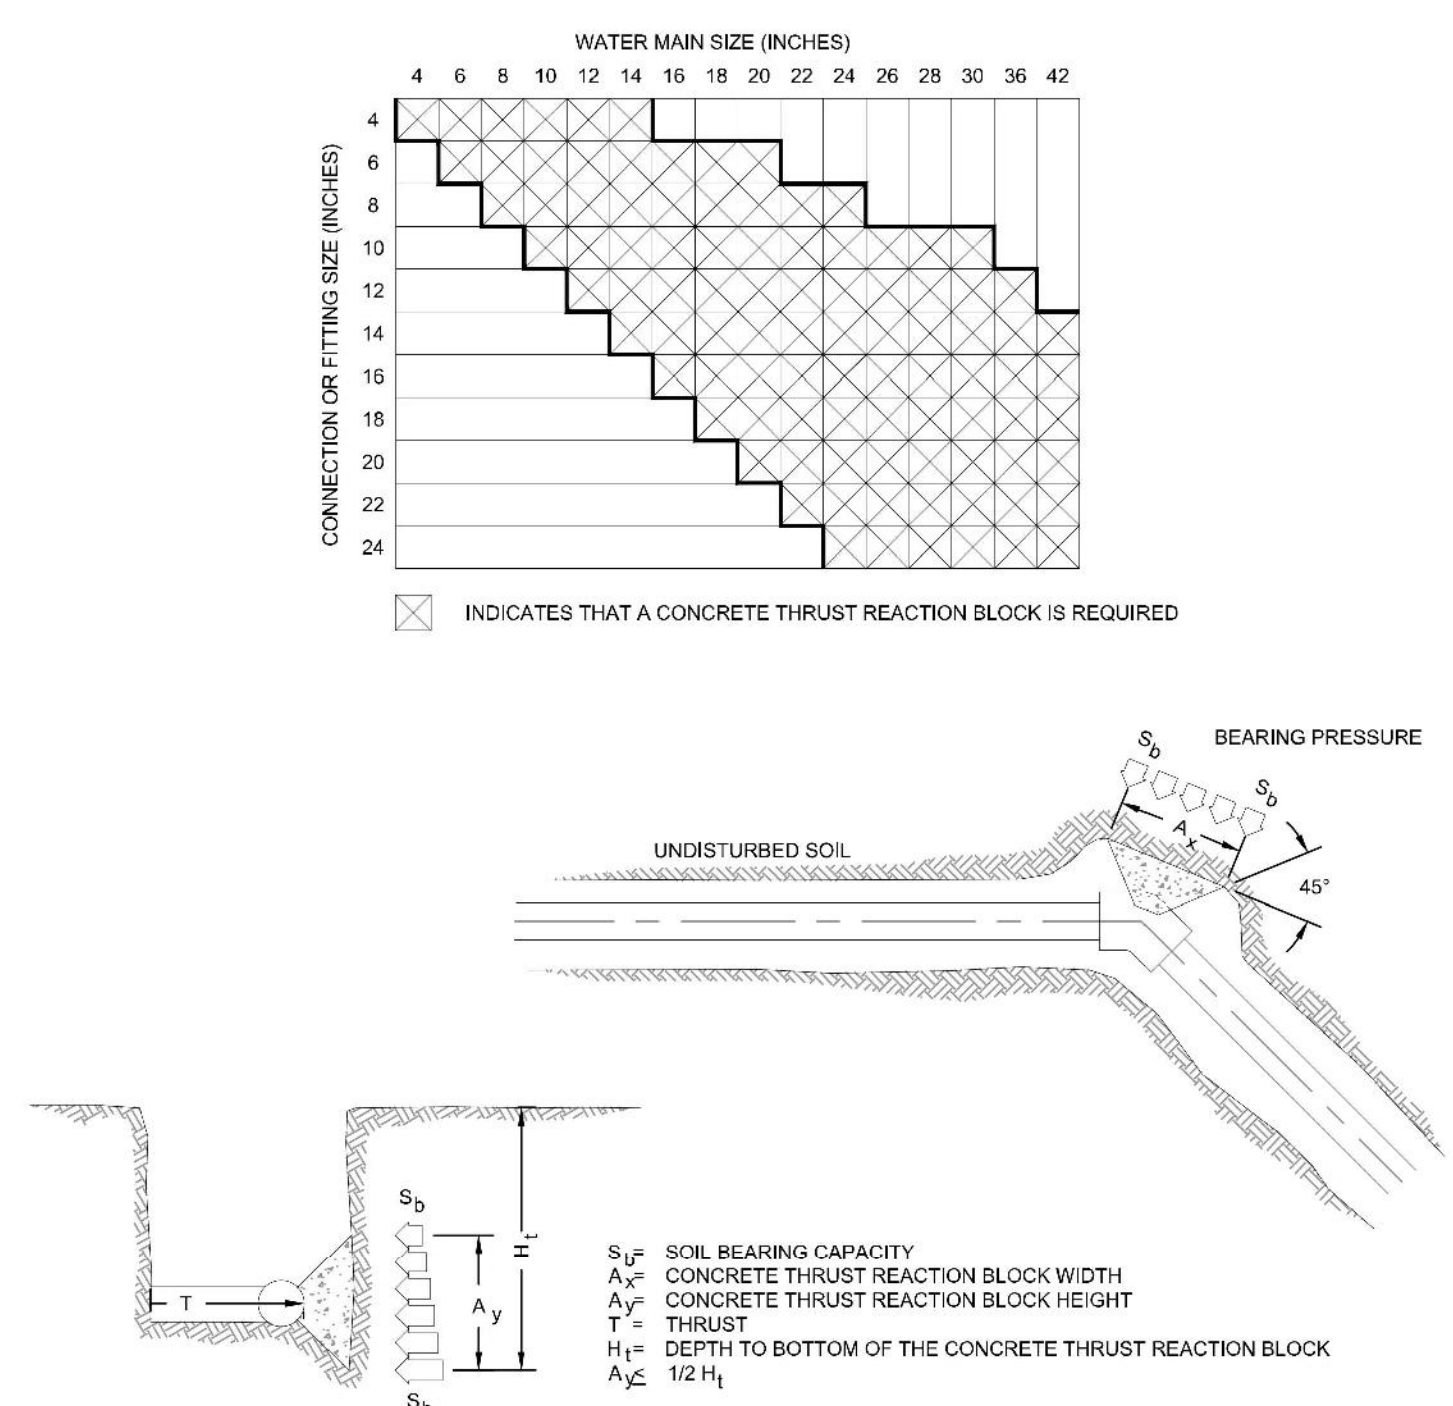 WATER MAIN SIZE (INCHES)
4 6 8 10 12 14 16 18 20 22 24 26 28 30 36 42
CONNECTION OR FITTING SIZE (INCHES)
4
6
8
10
12
14
16
18
20
22
24
INDICATES THAT A CONCRETE THRUST REACTION BLOCK IS REQUIRED
BEARING PRESSURE
Sb
Sb
Ax
45°
UNDISTURBED SOIL
Sb
Ht
Ay
T
Sb
Sb= SOIL BEARING CAPACITY
Ax= CONCRETE THRUST REACTION BLOCK WIDTH
Ay= CONCRETE THRUST REACTION BLOCK HEIGHT
T = THRUST
Ht= DEPTH TO BOTTOM OF THE CONCRETE THRUST REACTION BLOCK
Ay≤ 1/2 Ht